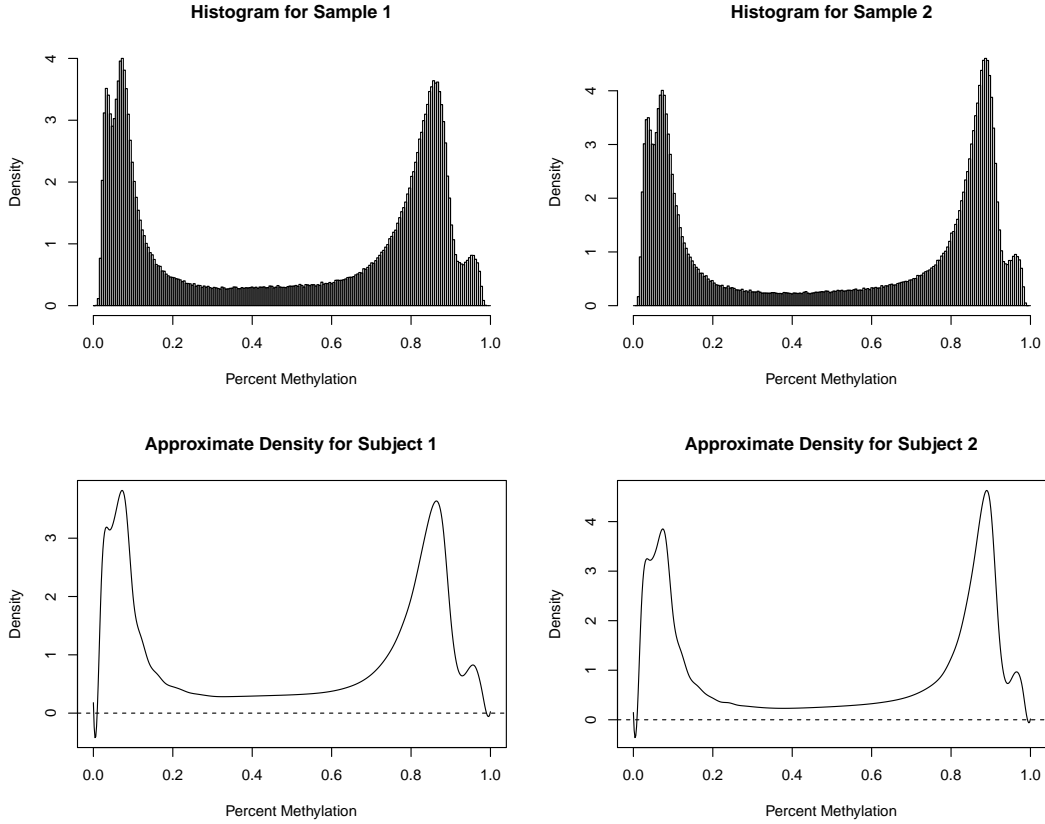 Histogram for Sample 1
Density
0 1 2 3 4
0.0 0.2 0.4 0.6 0.8 1.0
Percent Methylation
Histogram for Sample 2
Density
0 1 2 3 4
0.0 0.2 0.4 0.6 0.8 1.0
Percent Methylation
Approximate Density for Subject 1
Density
0 1 2 3
0.0 0.2 0.4 0.6 0.8 1.0
Percent Methylation
Approximate Density for Subject 2
Density
0 1 2 3 4
0.0 0.2 0.4 0.6 0.8 1.0
Percent Methylation